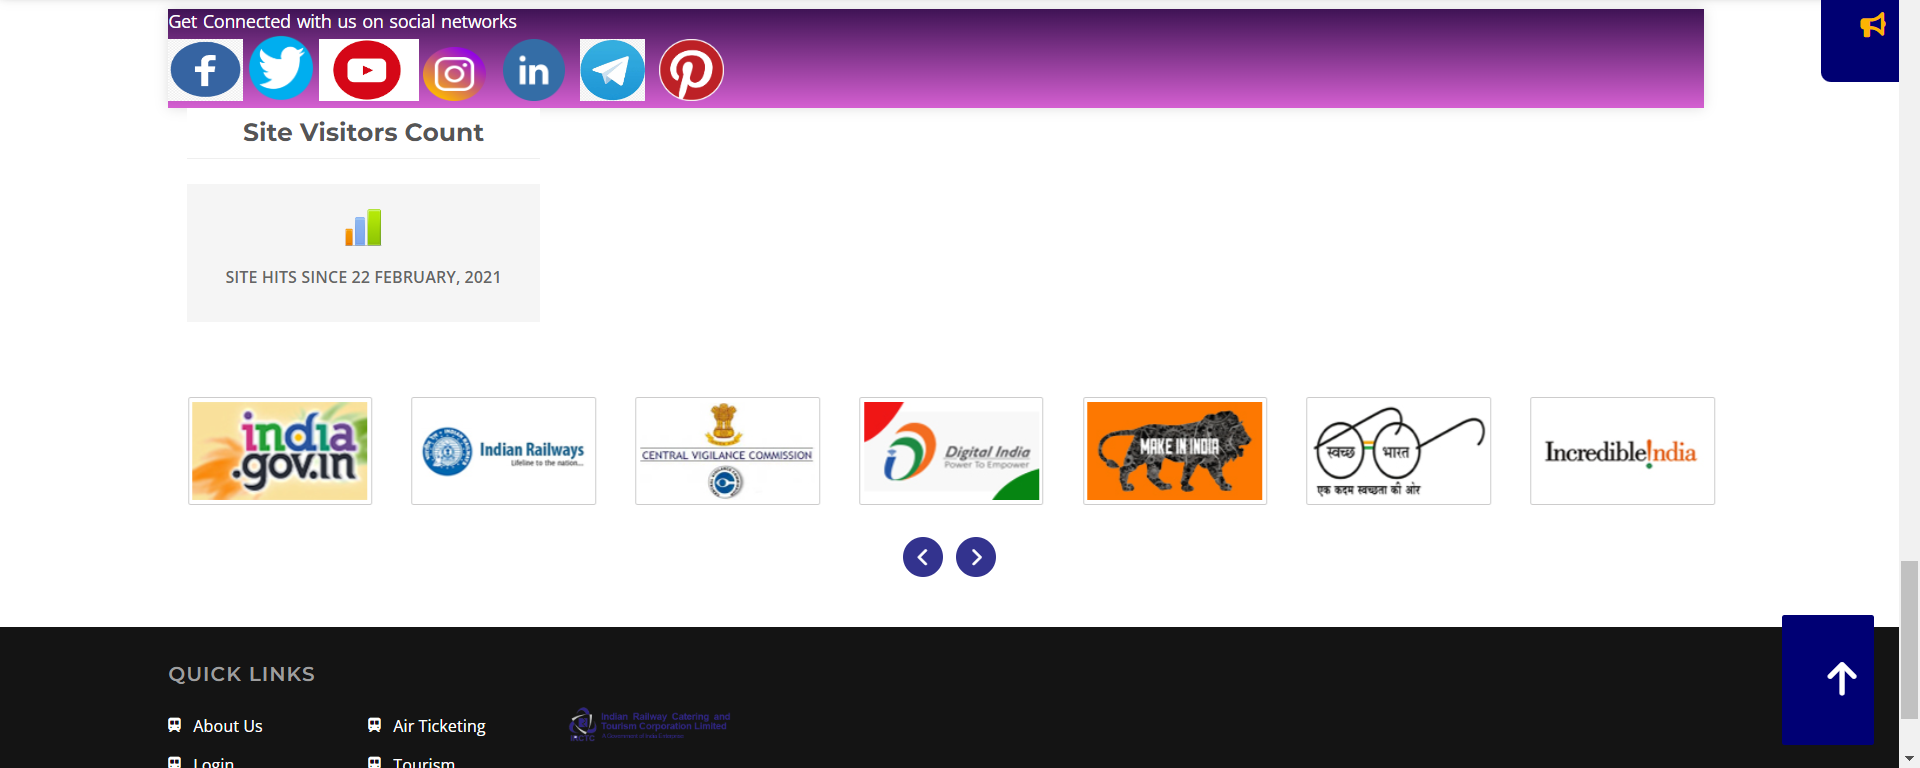 Get Connected with us on social networks
Site Visitors Count
SITE HITS SINCE 22 FEBRUARY, 2021
india
.gov.in
Indian Railways
Lifeline to the nation...
CENTRAL VIGILANCE COMMISSION
Digital India
Power To Empower
MAKE IN INDIA
स्वच्छ भारत
एक कदम स्वच्छता की ओर
Incredible!ndia
QUICK LINKS
About Us
Air Ticketing
Indian Railway Catering and
Tourism Corporation Limited
Login
Tourism